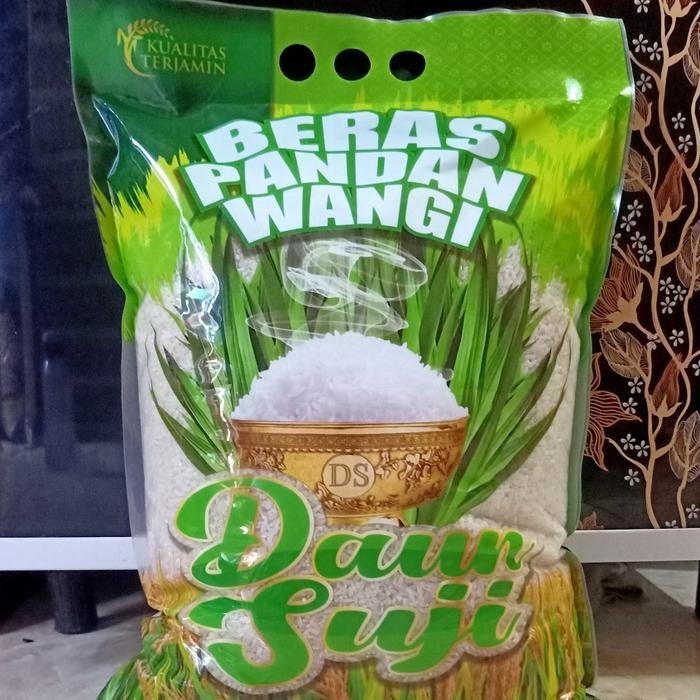 KUALITAS
TERJAMIN
BERAS
PANDAN
WANGI
DS
Daun
Suji